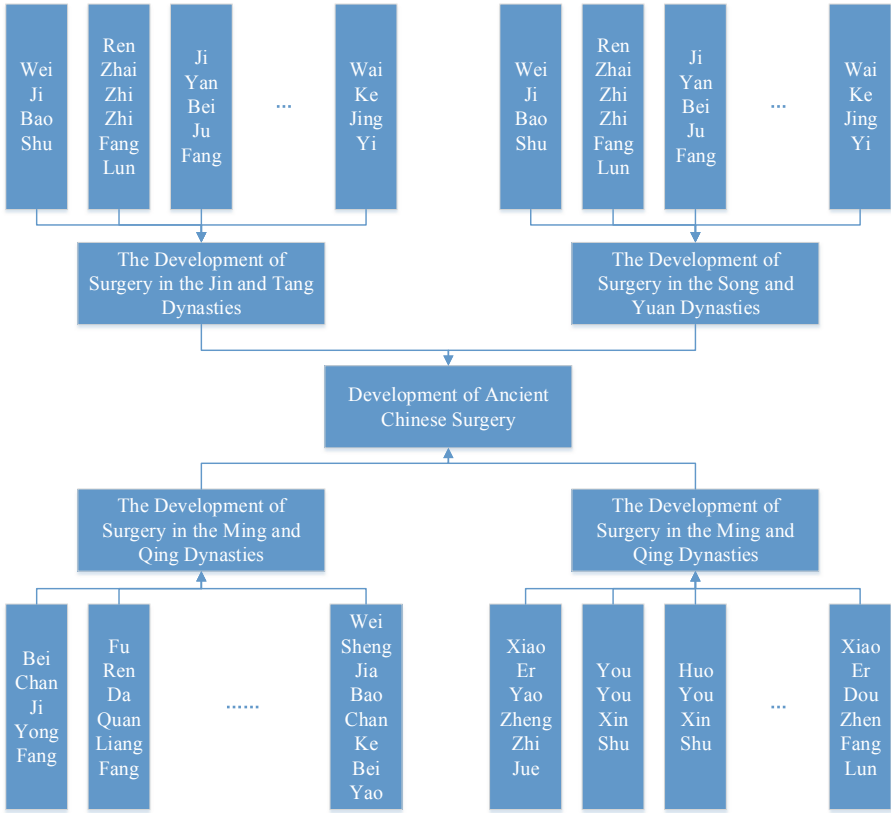 Wei
Ji
Bao
Shu
Ren
Zhai
Zhi
Zhi
Fang
Lun
Ji
Yan
Bei
Ju
Fang
...
Wai
Ke
Jing
Yi
Wei
Ji
Bao
Shu
Ren
Zhai
Zhi
Zhi
Fang
Lun
Ji
Yan
Bei
Ju
Fang
...
Wai
Ke
Jing
Yi
The Development of
Surgery in the Jin and Tang
Dynasties
The Development of
Surgery in the Song and
Yuan Dynasties
Development of Ancient
Chinese Surgery
The Development of
Surgery in the Ming and
Qing Dynasties
The Development of
Surgery in the Ming and
Qing Dynasties
Bei
Chan
Ji
Yong
Fang
Fu
Ren
Da
Quan
Liang
Fang
......
Wei
Sheng
Jia
Bao
Chan
Ke
Bei
Yao
Xiao
Er
Yao
Zheng
Zhi
Jue
You
You
Xin
Shu
Huo
You
Xin
Shu
...
Xiao
Er
Dou
Zhen
Fang
Lun